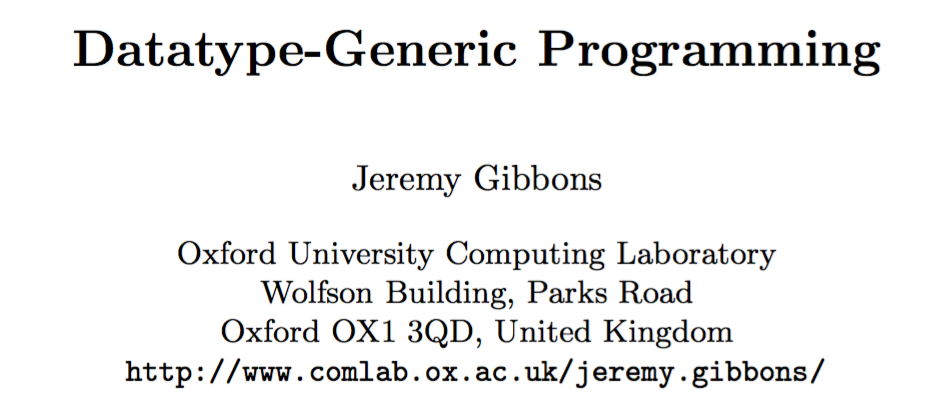 Datatype-Generic Programming
Jeremy Gibbons
Oxford University Computing Laboratory
Wolfson Building, Parks Road
Oxford OX1 3QD, United Kingdom
http://www.comlab.ox.ac.uk/jeremy.gibbons/